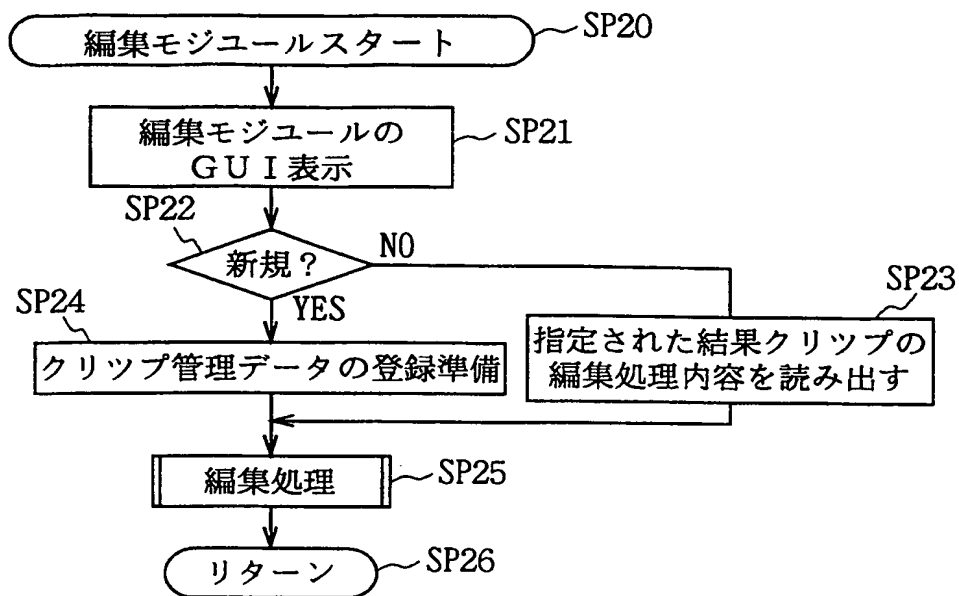 編集モジユールスタート
SP20
編集モジユールの
GUI表示
SP21
SP22
新規?
NO
YES
SP24
SP23
クリツプ管理データの登録準備
指定された結果クリツプの
編集処理内容を読み出す
編集処理
SP25
リターン
SP26